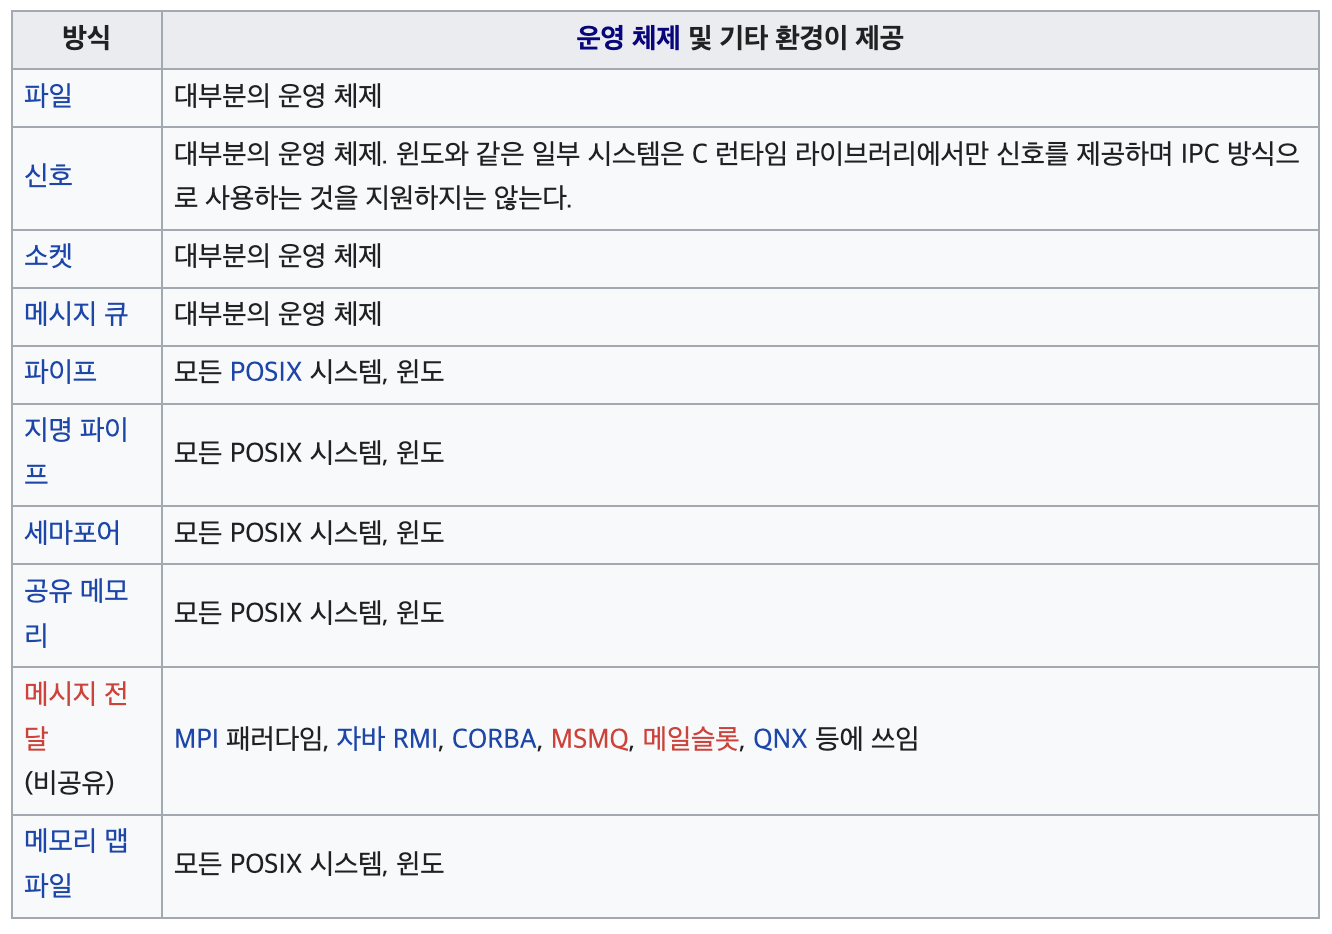 방식
운영 체제 및 기타 환경이 제공
파일
대부분의 운영 체제
신호
대부분의 운영 체제. 윈도와 같은 일부 시스템은 C 런타임 라이브러리에서만 신호를 제공하며 IPC 방식으
로 사용하는 것을 지원하지는 않는다.
소켓
대부분의 운영 체제
메시지 큐
대부분의 운영 체제
파이프
모든 POSIX 시스템, 윈도
지명 파이
프
모든 POSIX 시스템, 윈도
세마포어
모든 POSIX 시스템, 윈도
공유 메모
리
모든 POSIX 시스템, 윈도
메시지 전
달
(비공유)
MPI 패러다임, 자바 RMI, CORBA, MSMQ, 메일슬롯, QNX 등에 쓰임
메모리 맵
파일
모든 POSIX 시스템, 윈도